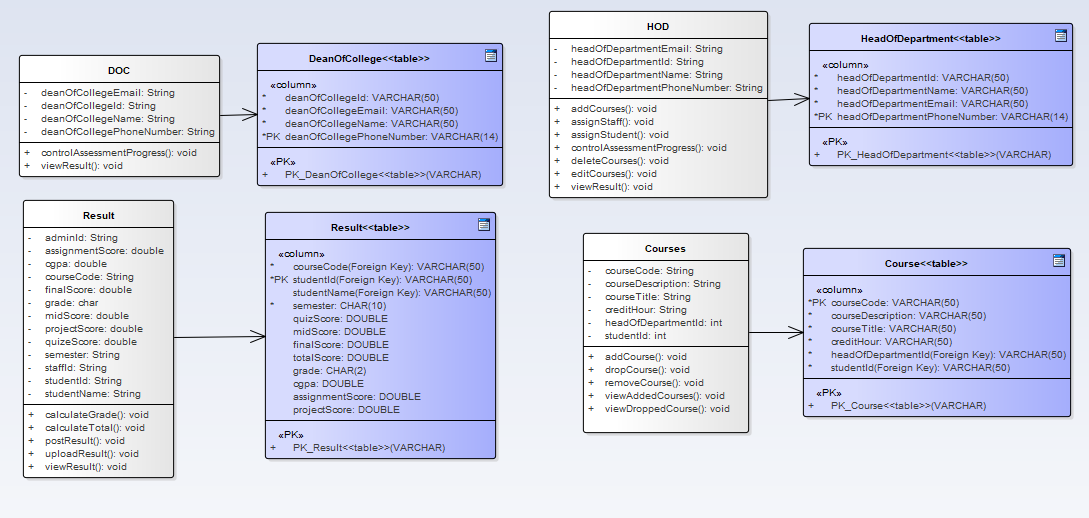 DOC
- deanOfCollegeEmail: String
- deanOfCollegeId: String
- deanOfCollegeName: String
- deanOfCollegePhoneNumber: String
+ controlAssessmentProgress(): void
+ viewResult(): void
DeanOfCollege<<table>>
«column»
* deanOfCollegeId: VARCHAR(50)
* deanOfCollegeEmail: VARCHAR(50)
* deanOfCollegeName: VARCHAR(50)
*PK deanOfCollegePhoneNumber: VARCHAR(14)
«PK»
+ PK_DeanOfCollege<<table>>(VARCHAR)
HOD
- headOfDepartmentEmail: String
- headOfDepartmentId: String
- headOfDepartmentName: String
- headOfDepartmentPhoneNumber: String
+ addCourses(): void
+ assignStaff(): void
+ assignStudent(): void
+ controlAssessmentProgress(): void
+ deleteCourses(): void
+ editCourses(): void
+ viewResult(): void
HeadOfDepartment<<table>>
«column»
* headOfDepartmentId: VARCHAR(50)
* headOfDepartmentName: VARCHAR(50)
* headOfDepartmentEmail: VARCHAR(50)
*PK headOfDepartmentPhoneNumber: VARCHAR(14)
«PK»
+ PK_HeadOfDepartment<<table>>(VARCHAR)
Result
- adminId: String
- assignmentScore: double
- cgpa: double
- courseCode: String
- finalScore: double
- grade: char
- midScore: double
- projectScore: double
- quizeScore: double
- semester: String
- staffId: String
- studentId: String
- studentName: String
+ calculateGrade(): void
+ calculateTotal(): void
+ postResult(): void
+ uploadResult(): void
+ viewResult(): void
Result<<table>>
«column»
* courseCode(Foreign Key): VARCHAR(50)
*PK studentId(Foreign Key): VARCHAR(50)
studentName(Foreign Key): VARCHAR(50)
* semester: CHAR(10)
quizScore: DOUBLE
midScore: DOUBLE
finalScore: DOUBLE
totalScore: DOUBLE
grade: CHAR(2)
cgpa: DOUBLE
assignmentScore: DOUBLE
projectScore: DOUBLE
«PK»
+ PK_Result<<table>>(VARCHAR)
Courses
- courseCode: String
- courseDescription: String
- courseTitle: String
- creditHour: String
- headOfDepartmentId: int
- studentId: int
+ addCourse(): void
+ dropCourse(): void
+ removeCourse(): void
+ viewAddedCourses(): void
+ viewDroppedCourse(): void
Course<<table>>
«column»
*PK courseCode: VARCHAR(50)
* courseDescription: VARCHAR(50)
* courseTitle: VARCHAR(50)
* creditHour: VARCHAR(50)
* headOfDepartmentId(Foreign Key): VARCHAR(50)
* studentId(Foreign Key): VARCHAR(50)
«PK»
+ PK_Course<<table>>(VARCHAR)